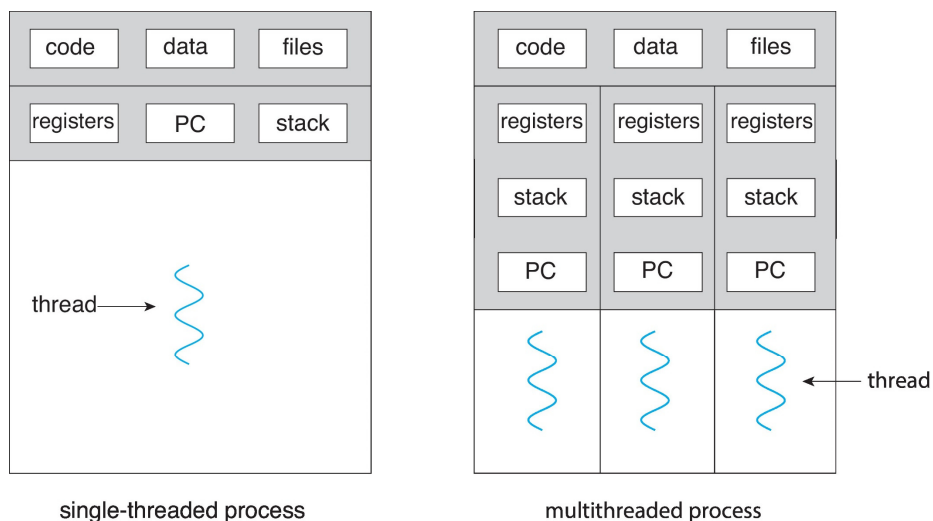 code data files
registers PC stack
thread
single-threaded process
code data files
registers registers registers
stack stack stack
PC PC PC
thread
multithreaded process